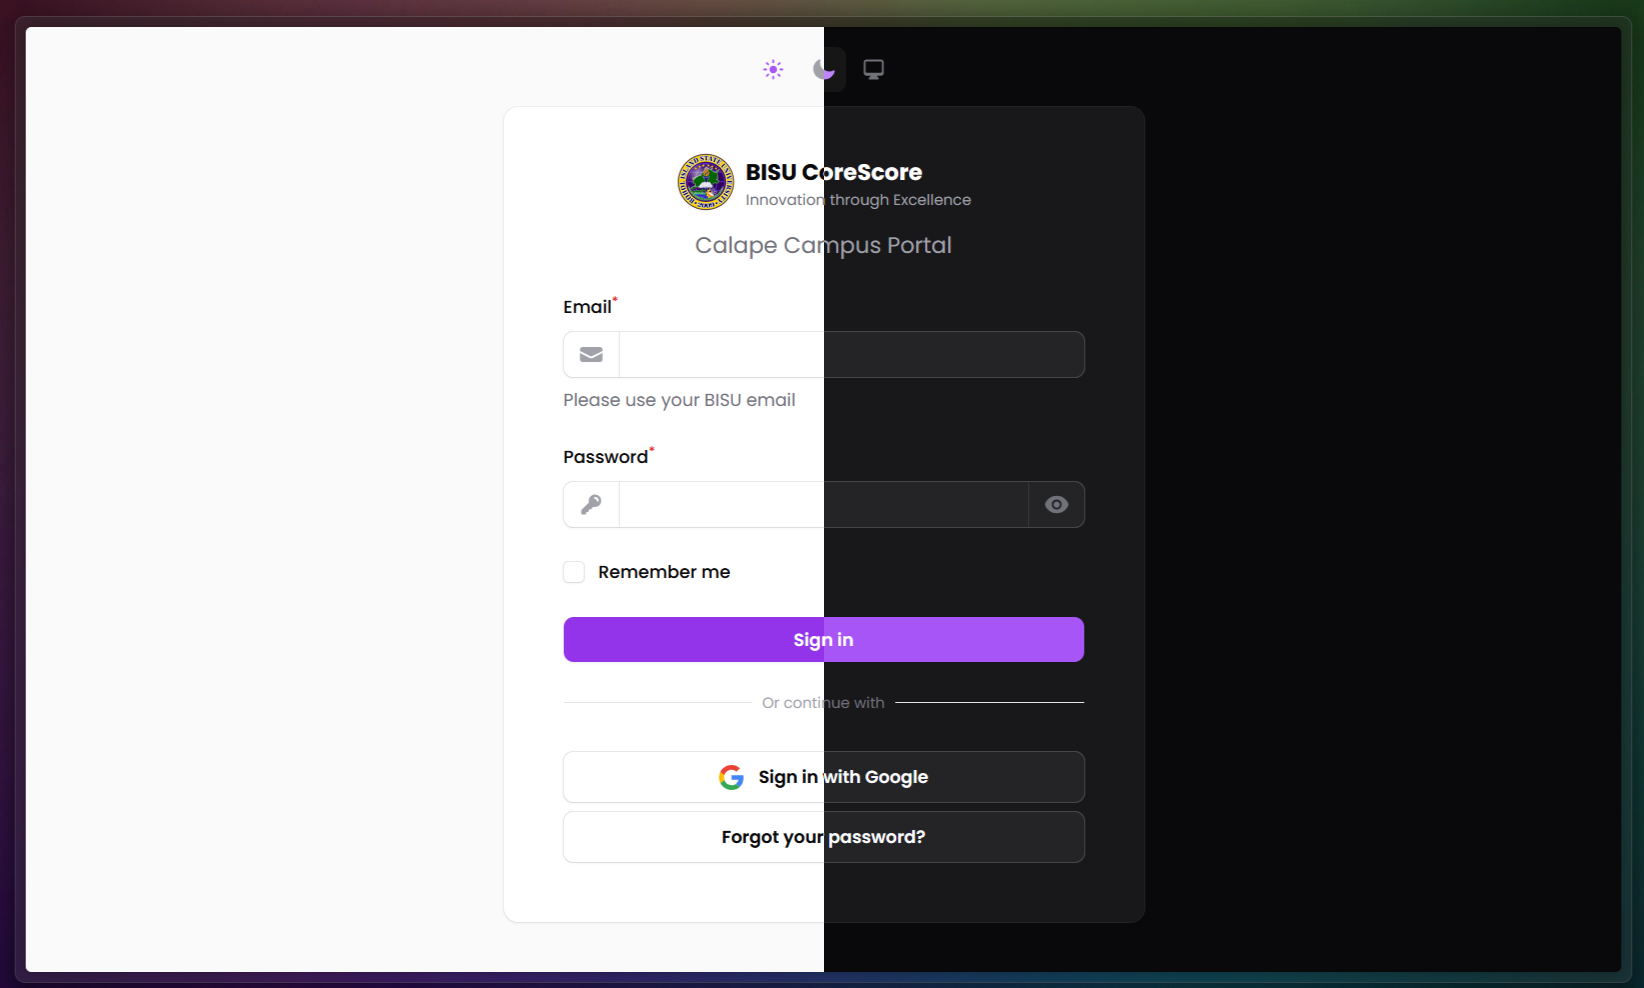 BISU CoreScore
Innovation through Excellence
Calape Campus Portal
Email*
Please use your BISU email
Password*
Remember me
Sign in
Or continue with
Sign in with Google
Forgot your password?